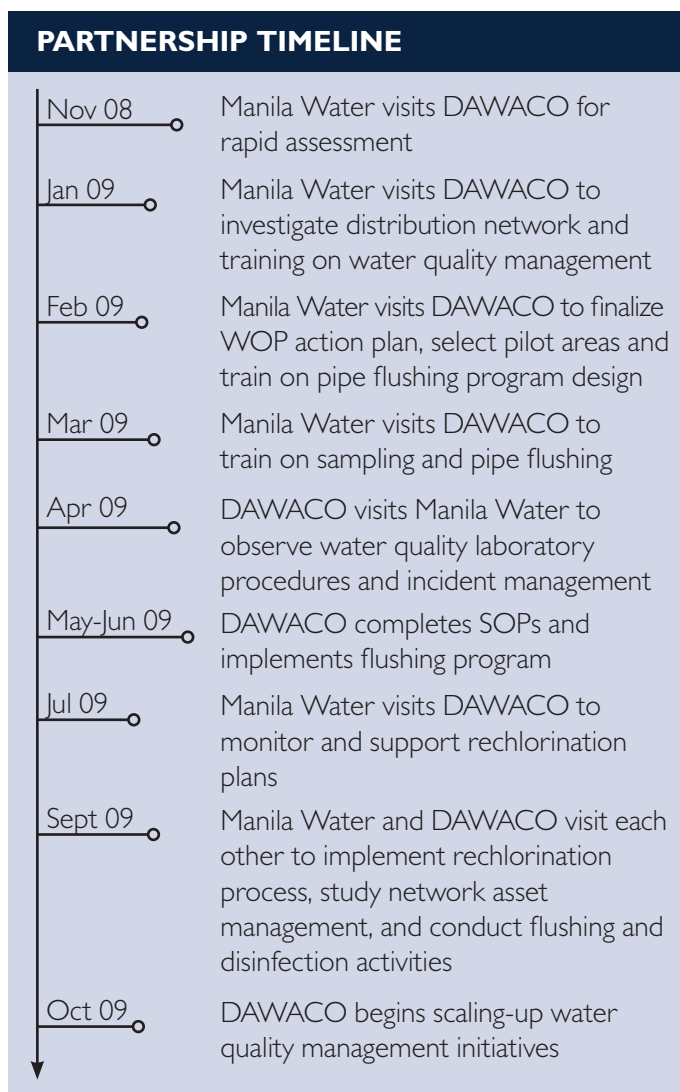 PARTNERSHIP TIMELINE
Nov 08
Manila Water visits DAWACO for
rapid assessment
Jan 09
Manila Water visits DAWACO to
investigate distribution network and
training on water quality management
Feb 09
Manila Water visits DAWACO to finalize
WOP action plan, select pilot areas and
train on pipe flushing program design
Mar 09
Manila Water visits DAWACO to
train on sampling and pipe flushing
Apr 09
DAWACO visits Manila Water to
observe water quality laboratory
procedures and incident management
May-Jun 09
DAWACO completes SOPs and
implements flushing program
Jul 09
Manila Water visits DAWACO to
monitor and support rechlorination
plans
Sept 09
Manila Water and DAWACO visit each
other to implement rechlorination
process, study network asset
management, and conduct flushing and
disinfection activities
Oct 09
DAWACO begins scaling-up water
quality management initiatives